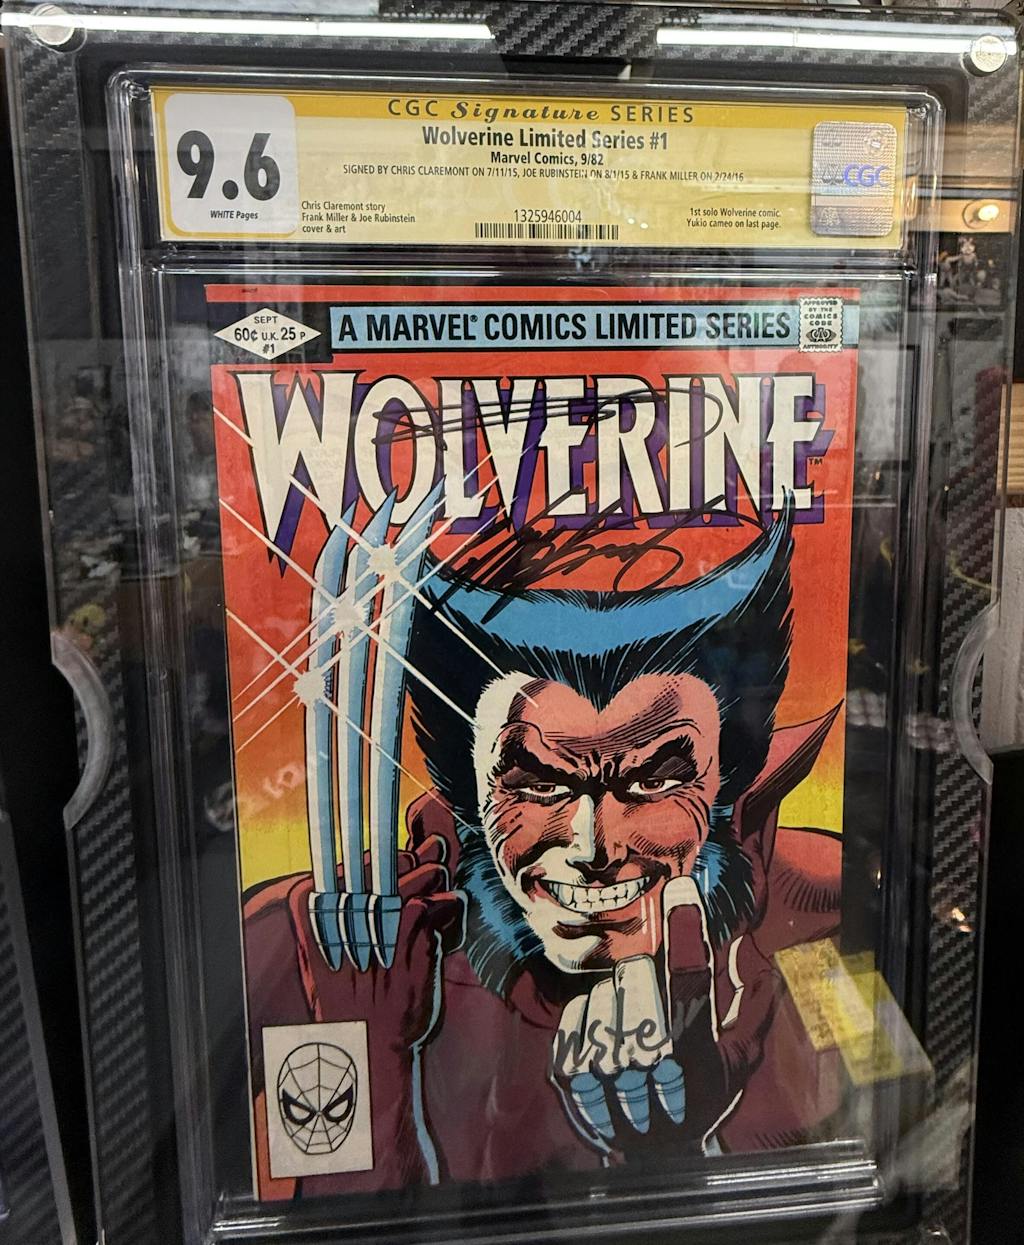 CGC Signature SERIES
9.6
WHITE Pages
Wolverine Limited Series #1
Marvel Comics, 9/82
SIGNED BY CHRIS CLAREMONT ON 7/11/15, JOE RUBINSTEIN ON 8/1/15 & FRANK MILLER ON 2/24/16
Chris Claremont story
Frank Miller & Joe Rubinstein
cover & art
1325946004
1st solo Wolverine comic.
Yukio cameo on last page.
CGC
SEPT
60¢ U.K. 25 P
#1
A MARVEL® COMICS LIMITED SERIES
APPROVED
BY THE
COMICS
CODE
AUTHORITY
WOLVERINE
TM